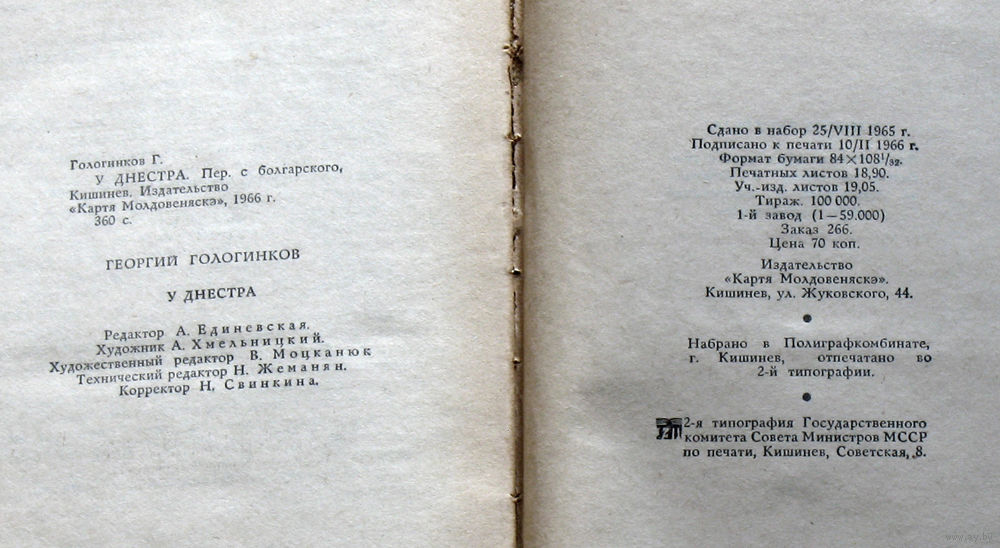 Гологинков Г.
У ДНЕСТРА. Пер. с болгарского,
Кишинев. Издательство
«Картя Молдовеняскэ», 1966 г.
360 с.
ГЕОРГИЙ ГОЛОГИНКОВ
У ДНЕСТРА
Редактор А. Единевская.
Художник А. Хмельницкий.
Художественный редактор В. Моцканюк
Технический редактор Н. Жеманян.
Корректор Н. Свинкина.
Сдано в набор 25/VIII 1965 г.
Подписано к печати 10/II 1966 г.
Формат бумаги 84×108¹/₃₂.
Печатных листов 18,90.
Уч.-изд. листов 19,05.
Тираж. 100 000.
1-й завод (1—59.000)
Заказ 266.
Цена 70 коп.
Издательство
«Картя Молдовеняскэ».
Кишинев, ул. Жуковского, 44.
Набрано в Полиграфкомбинате,
г. Кишинев, отпечатано во
2-й типографии.
2-я типография Государственного
комитета Совета Министров МССР
по печати, Кишинев, Советская, 8.
www.ay.by